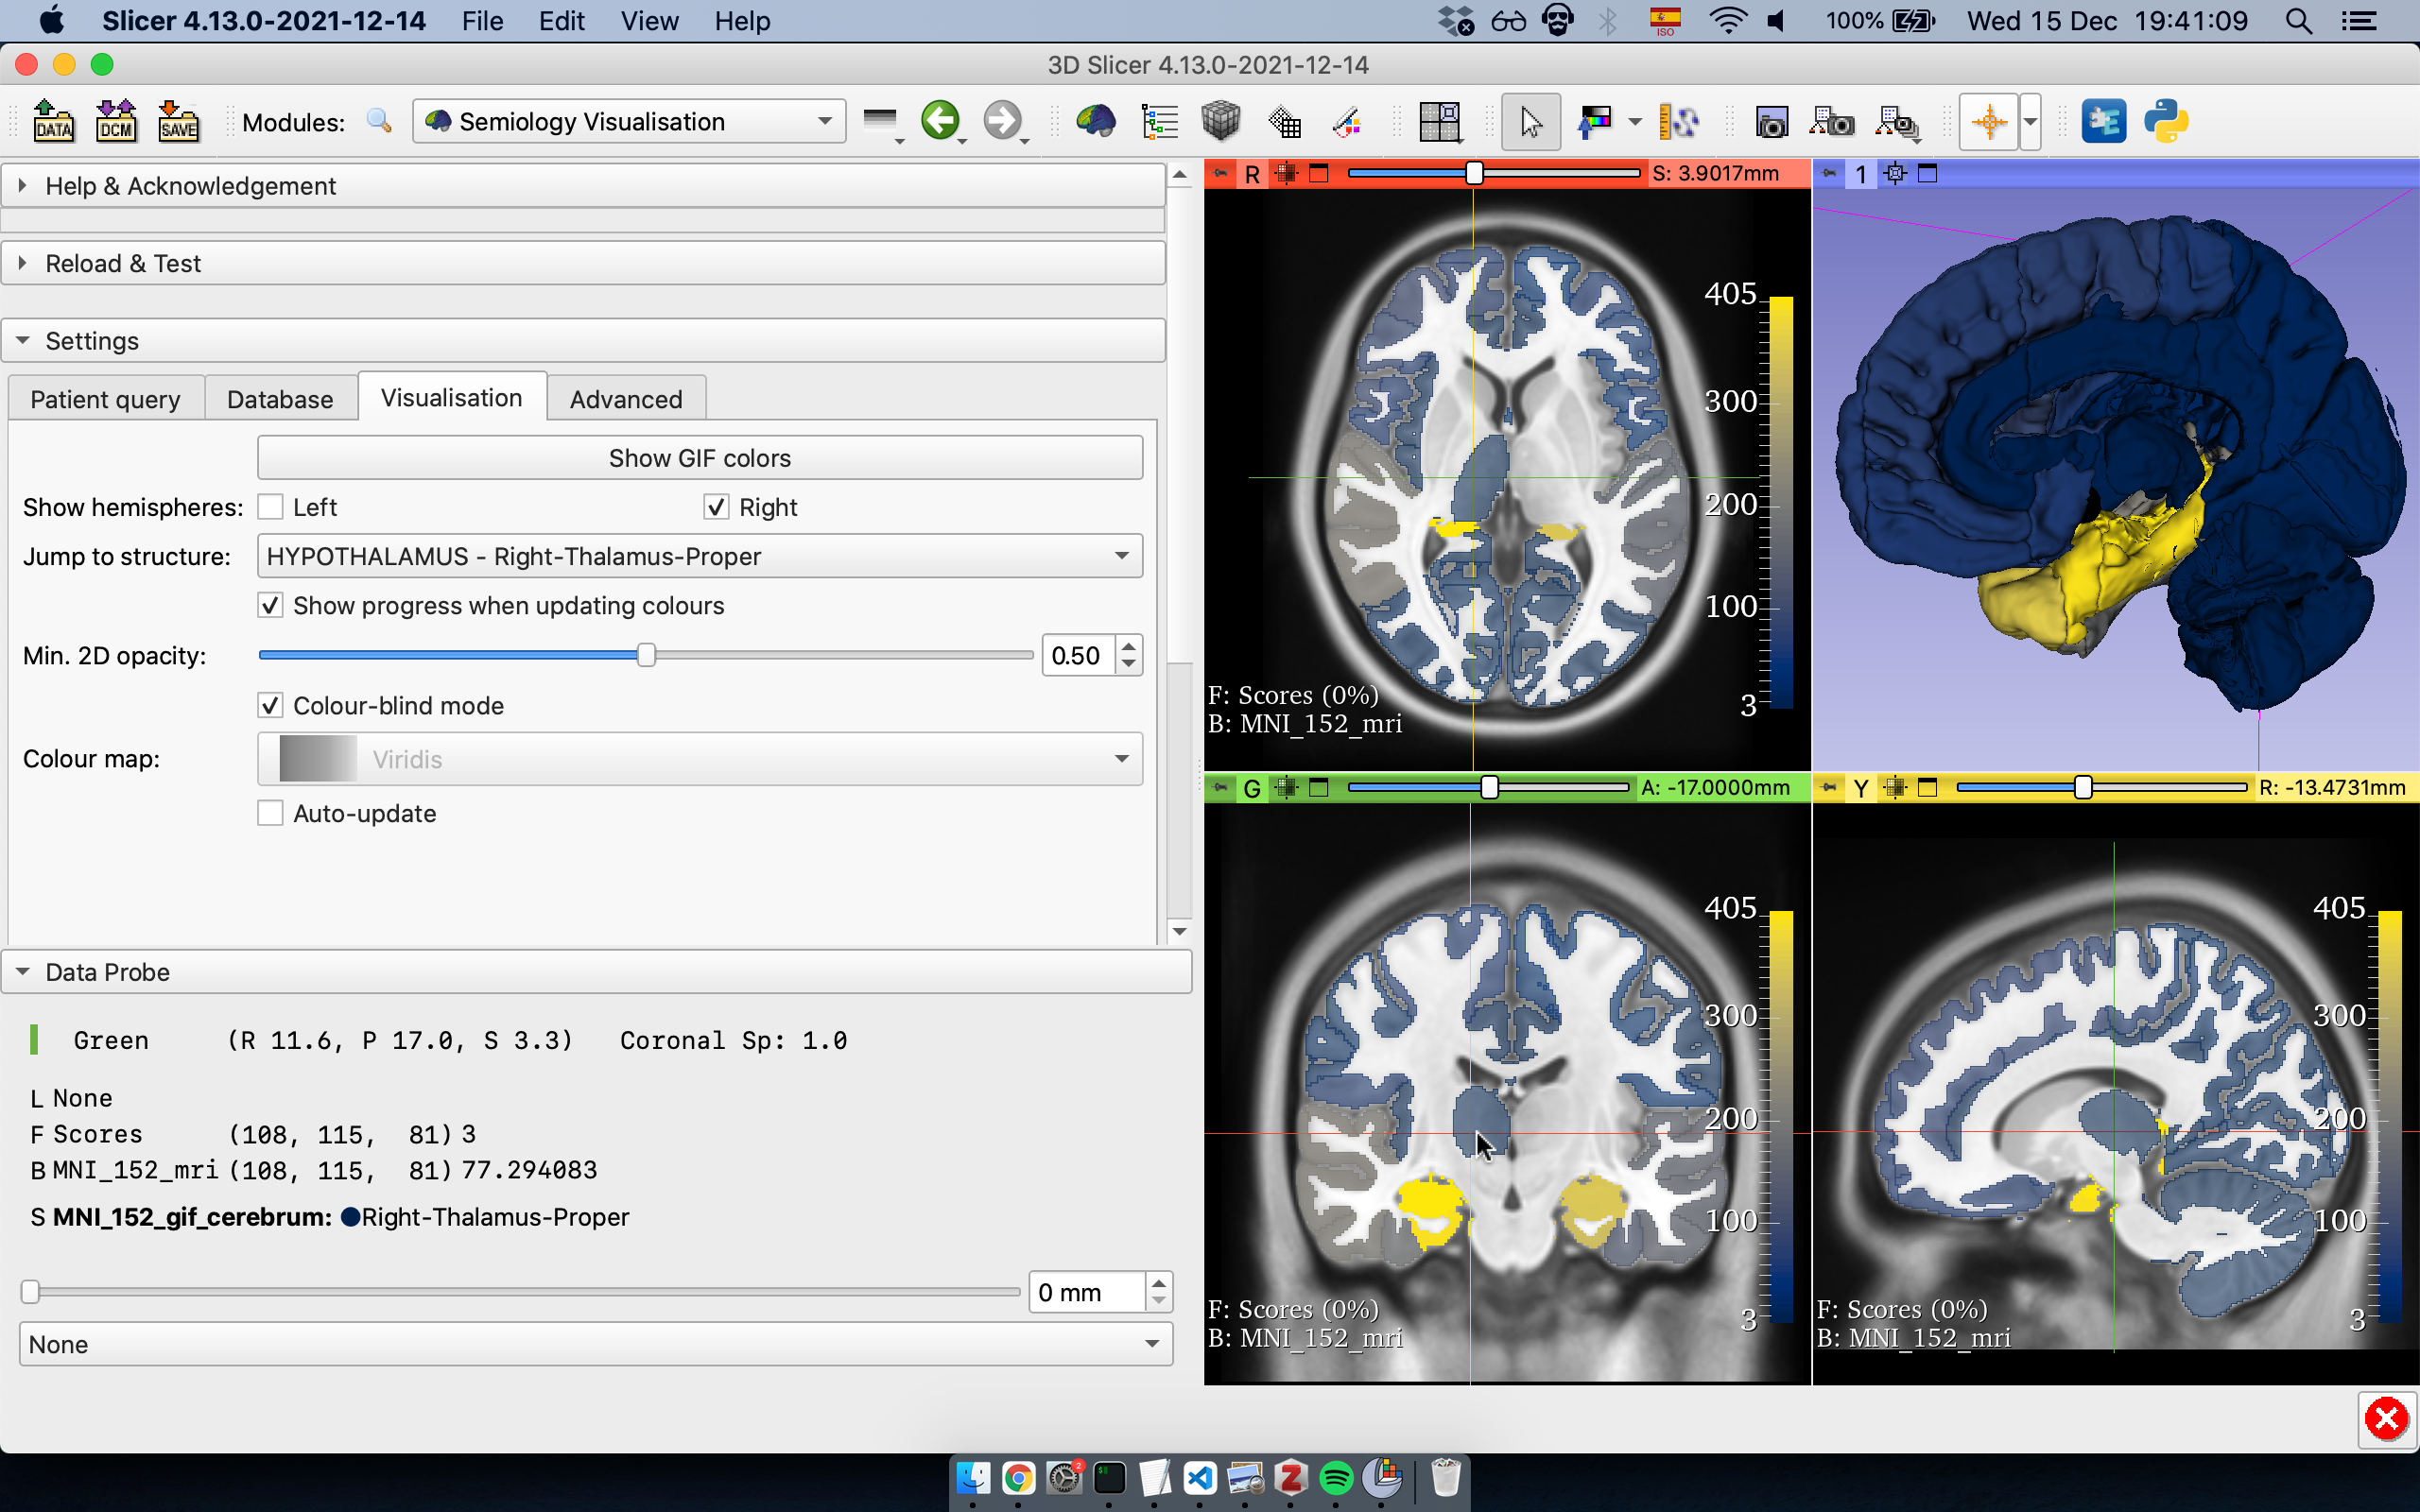 Slicer 4.13.0-2021-12-14 File Edit View Help ISO 100% Wed 15 Dec 19:41:09
3D Slicer 4.13.0-2021-12-14
DATA DCM SAVE Modules: Semiology Visualisation
Help & Acknowledgement
Reload & Test
Settings
Patient query Database Visualisation Advanced
Show GIF colors
Show hemispheres: Left Right
Jump to structure: HYPOTHALAMUS - Right-Thalamus-Proper
Show progress when updating colours
Min. 2D opacity: 0.50
Colour-blind mode
Colour map: Viridis
Auto-update
Data Probe
Green (R 11.6, P 17.0, S 3.3) Coronal Sp: 1.0
L None
F Scores (108, 115, 81) 3
B MNI_152_mri (108, 115, 81) 77.294083
S MNI_152_gif_cerebrum: Right-Thalamus-Proper
0 mm
None
R S: 3.9017mm
405
300
200
100
3
F: Scores (0%)
B: MNI_152_mri
1
G A: -17.0000mm
405
300
200
100
3
F: Scores (0%)
B: MNI_152_mri
Y R: -13.4731mm
405
300
200
100
3
F: Scores (0%)
B: MNI_152_mri
2